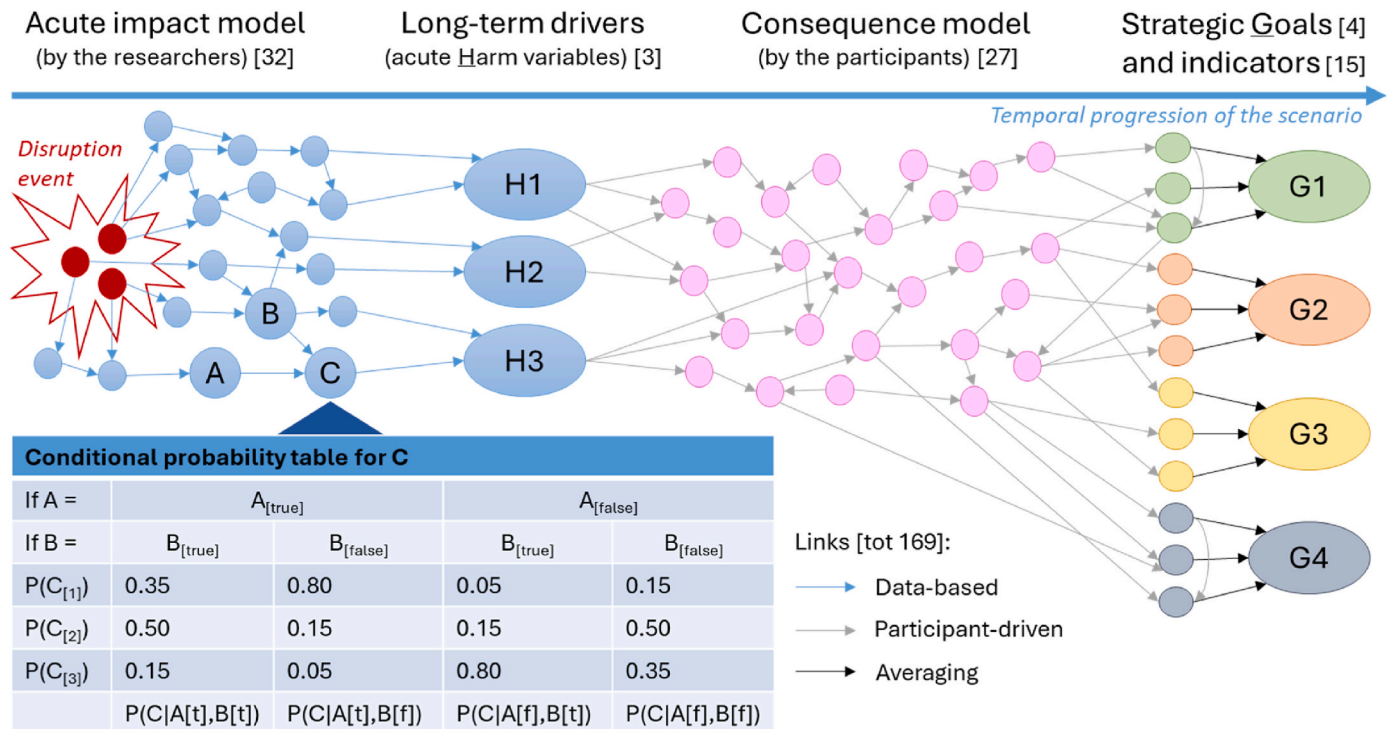 Acute impact model
(by the researchers) [32]
Long-term drivers
(acute Harm variables) [3]
Consequence model
(by the participants) [27]
Strategic Goals [4]
and indicators [15]
Temporal progression of the scenario
Disruption
event
H1
G1
H2
B
G2
H3
A
C
G3
G4
Conditional probability table for C
If A = A[true] A[false]
If B = B[true] B[false] B[true] B[false]
P(C[1]) 0.35 0.80 0.05 0.15
P(C[2]) 0.50 0.15 0.15 0.50
P(C[3]) 0.15 0.05 0.80 0.35
P(C|A[t],B[t]) P(C|A[t],B[f]) P(C|A[f],B[t]) P(C|A[f],B[f])
Links [tot 169]:
Data-based
Participant-driven
Averaging